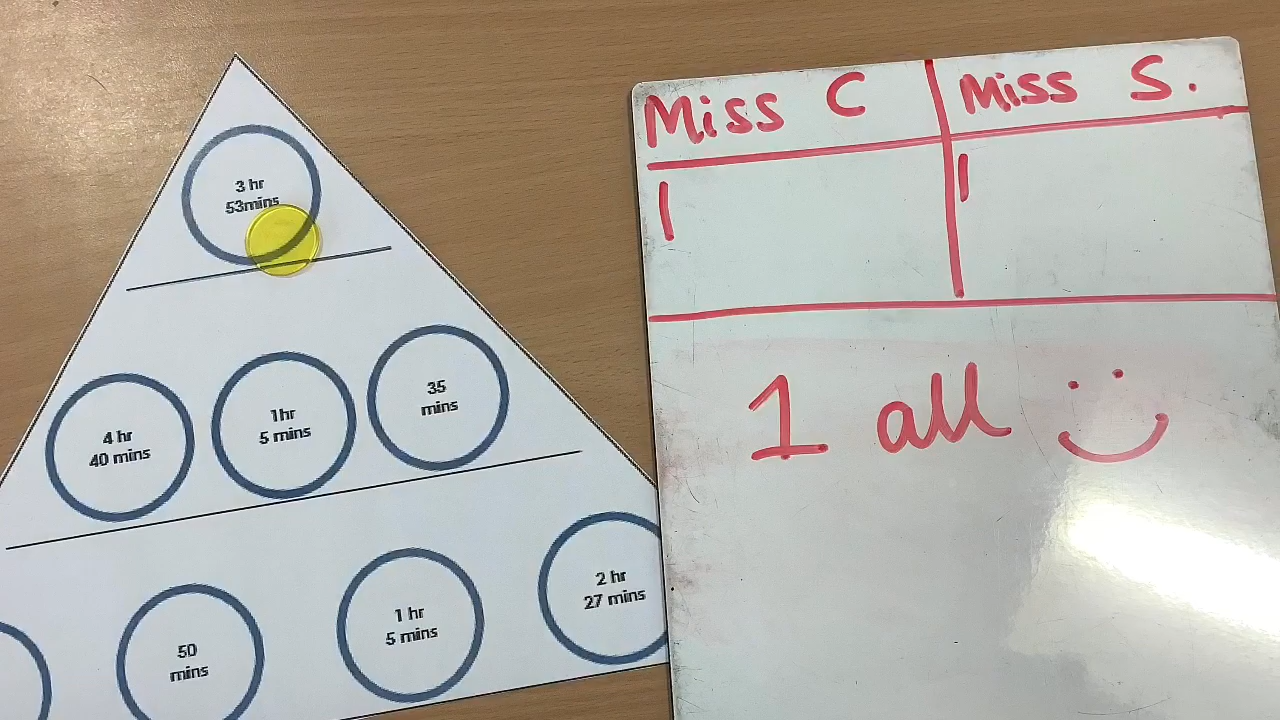 3 hr
53mins
4 hr
40 mins
1hr
5 mins
35
mins
50
mins
1 hr
5 mins
2 hr
27 mins
Miss C
Miss S.
1
1
1 all